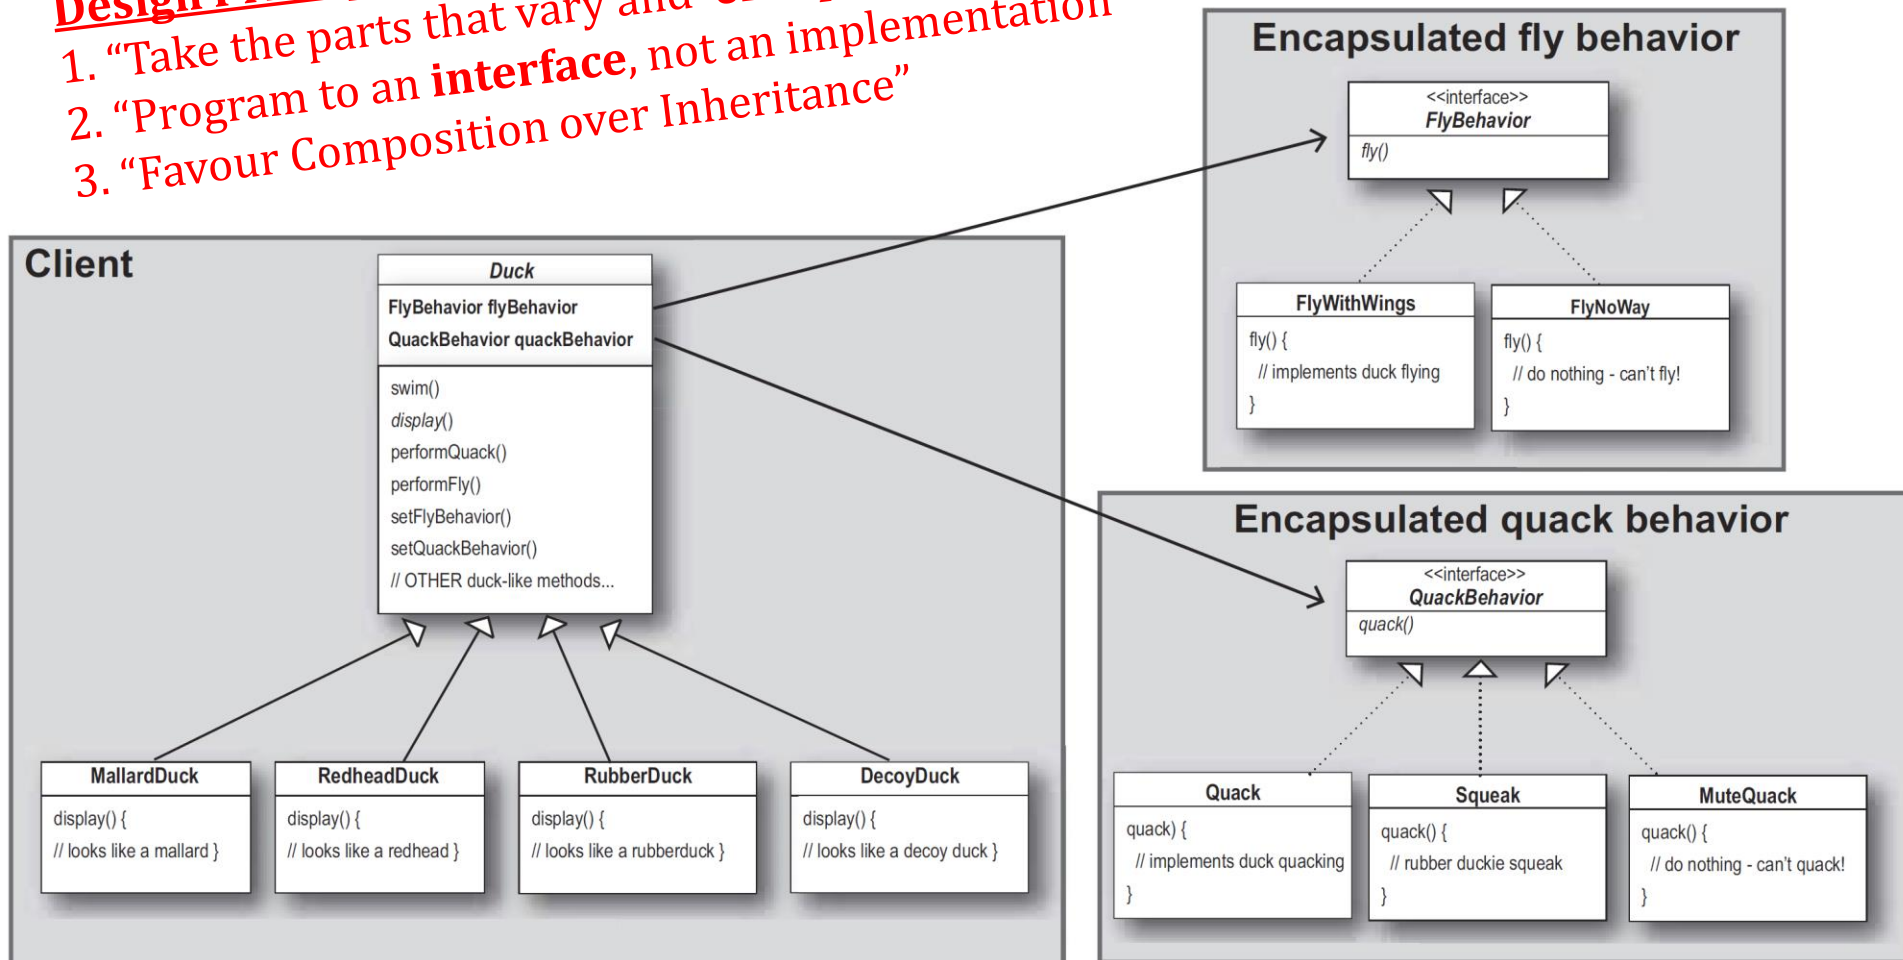 Design
1. “Take the parts that vary and
2. “Program to an interface, not an implementation
3. “Favour Composition over Inheritance”
Client
Duck
FlyBehavior flyBehavior
QuackBehavior quackBehavior
swim()
display()
performQuack()
performFly()
setFlyBehavior()
setQuackBehavior()
// OTHER duck-like methods...
MallardDuck
display() {
// looks like a mallard }
RedheadDuck
display() {
// looks like a redhead }
RubberDuck
display() {
// looks like a rubberduck }
DecoyDuck
display() {
// looks like a decoy duck }
Encapsulated fly behavior
<<interface>>
FlyBehavior
fly()
FlyWithWings
fly() {
// implements duck flying
}
FlyNoWay
fly() {
// do nothing - can't fly!
}
Encapsulated quack behavior
<<interface>>
QuackBehavior
quack()
Quack
quack) {
// implements duck quacking
}
Squeak
quack() {
// rubber duckie squeak
}
MuteQuack
quack() {
// do nothing - can't quack!
}